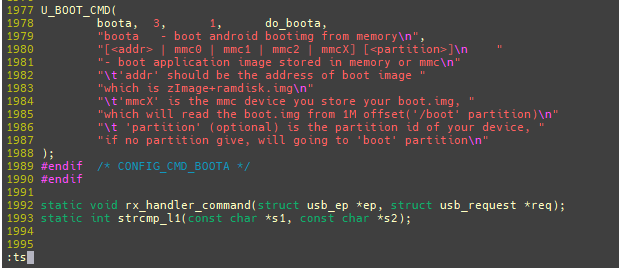 1977 U_BOOT_CMD(
1978 boota, 3, 1, do_boota,
1979 "boota - boot android bootimg from memory\n",
1980 "[<addr> | mmc0 | mmc1 | mmc2 | mmcX] [<partition>]\n "
1981 "- boot application image stored in memory or mmc\n"
1982 "\t'addr' should be the address of boot image "
1983 "which is zImage+ramdisk.img\n"
1984 "\t'mmcX' is the mmc device you store your boot.img, "
1985 "which will read the boot.img from 1M offset('/boot' partition)\n"
1986 "\t 'partition' (optional) is the partition id of your device, "
1987 "if no partition give, will going to 'boot' partition\n"
1988 );
1989 #endif /* CONFIG_CMD_BOOTA */
1990 #endif
1991
1992 static void rx_handler_command(struct usb_ep *ep, struct usb_request *req);
1993 static int strcmp_l1(const char *s1, const char *s2);
1994
1995
:ts